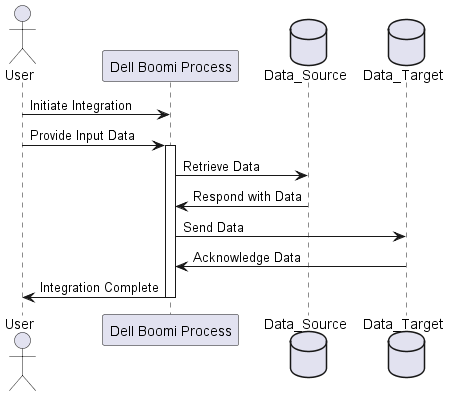 User
Dell Boomi Process
Data_Source
Data_Target
Initiate Integration
Provide Input Data
Retrieve Data
Respond with Data
Send Data
Acknowledge Data
Integration Complete
User
Dell Boomi Process
Data_Source
Data_Target